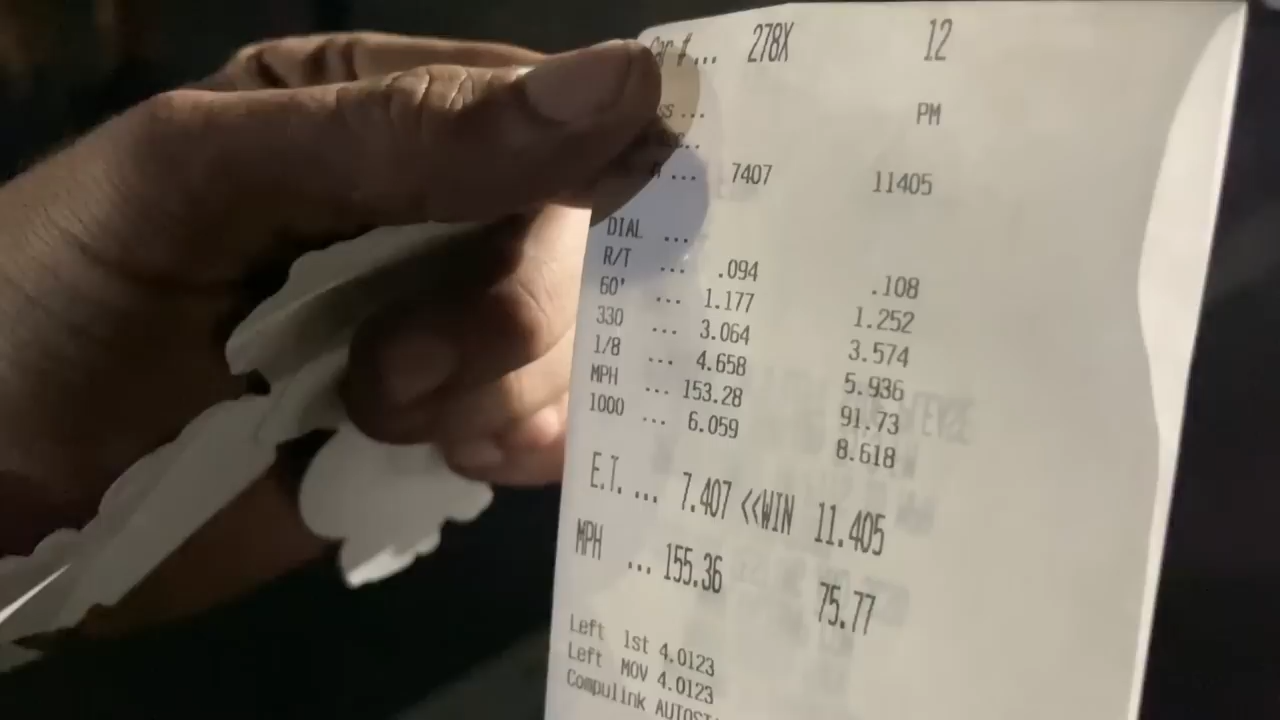 Car #... 278X 12
... PM
... 7407 11405
DIAL ...
R/T ... .094 .108
60' ... 1.177 1.252
330 ... 3.064 3.574
1/8 ... 4.658 5.936
MPH ... 153.28 91.73
1000 ... 6.059 8.618
E.T. ... 7.407 <<WIN 11.405
MPH ... 155.36 75.77
Left 1st 4.0123
Left MOV 4.0123
Compulink